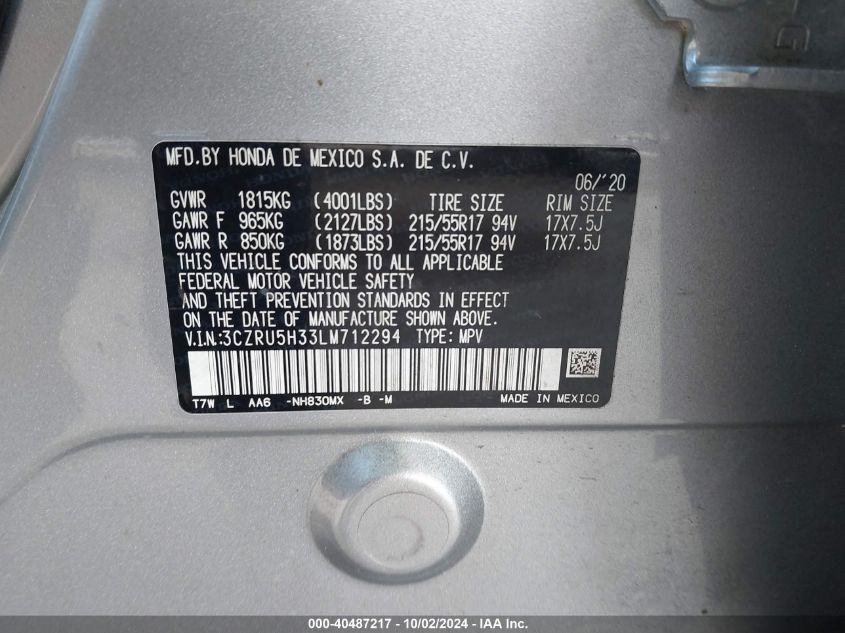 MFD.BY HONDA DE MEXICO S.A. DE C.V.
06/'20
GVWR 1815KG (4001LBS) TIRE SIZE RIM SIZE
GAWR F 965KG (2127LBS) 215/55R17 94V 17X7.5J
GAWR R 850KG (1873LBS) 215/55R17 94V 17X7.5J
THIS VEHICLE CONFORMS TO ALL APPLICABLE
FEDERAL MOTOR VEHICLE SAFETY
AND THEFT PREVENTION STANDARDS IN EFFECT
ON THE DATE OF MANUFACTURE SHOWN ABOVE.
V.I.N:3CZRU5H33LM712294 TYPE: MPV
T7W L AA6 -NH830MX -B -M MADE IN MEXICO
000-40487217 - 10/02/2024 - IAA Inc.